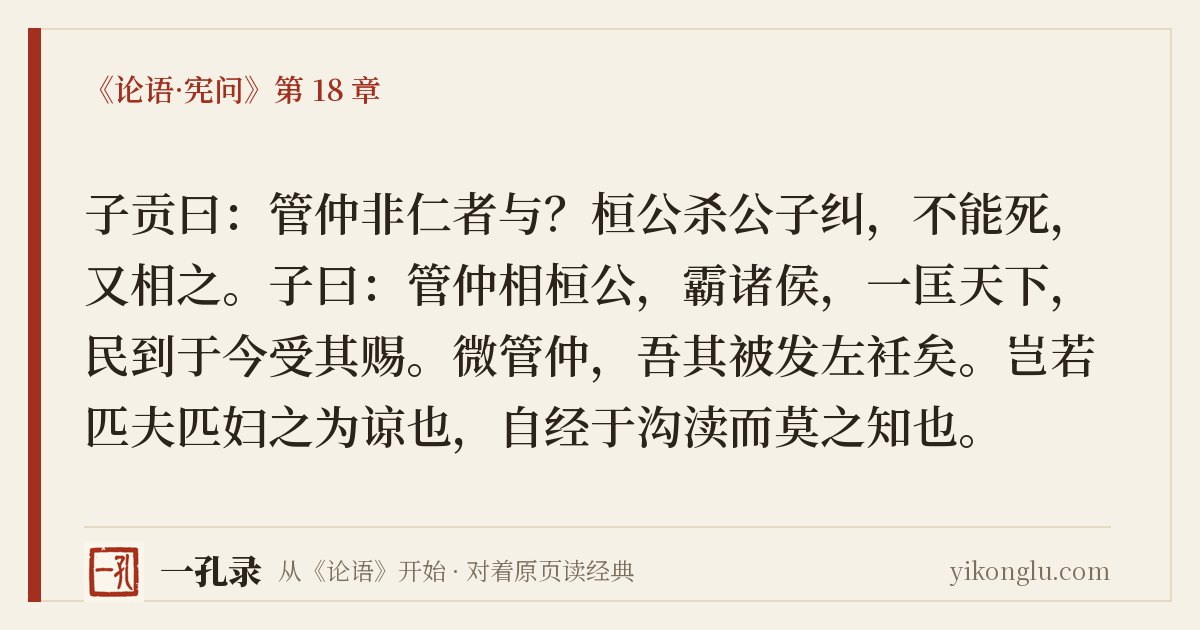 《论语·宪问》第 18 章
子贡曰：管仲非仁者与？桓公杀公子纠，不能死，
又相之。子曰：管仲相桓公，霸诸侯，一匡天下，
民到于今受其赐。微管仲，吾其被发左衽矣。岂若
匹夫匹妇之为谅也，自经于沟渎而莫之知也。
一孔
一孔录 从《论语》开始 · 对着原页读经典 yikonglu.com